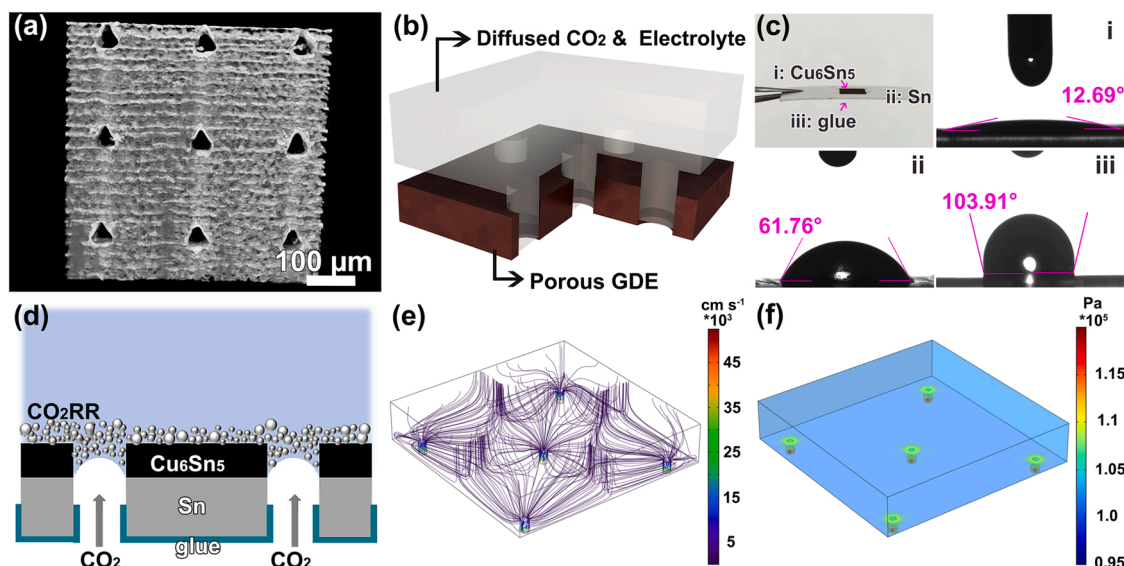 (a)
100 µm
(b)
Diffused CO₂ & Electrolyte
Porous GDE
(c)
i: Cu₆Sn₅
ii: Sn
iii: glue
i
12.69°
ii
61.76°
iii
103.91°
(d)
CO₂RR
Cu₆Sn₅
Sn
glue
CO₂
CO₂
(e)
cm s⁻¹
*10³
45
35
25
15
5
(f)
Pa
*10⁵
1.15
1.10
1.05
1.0
0.95